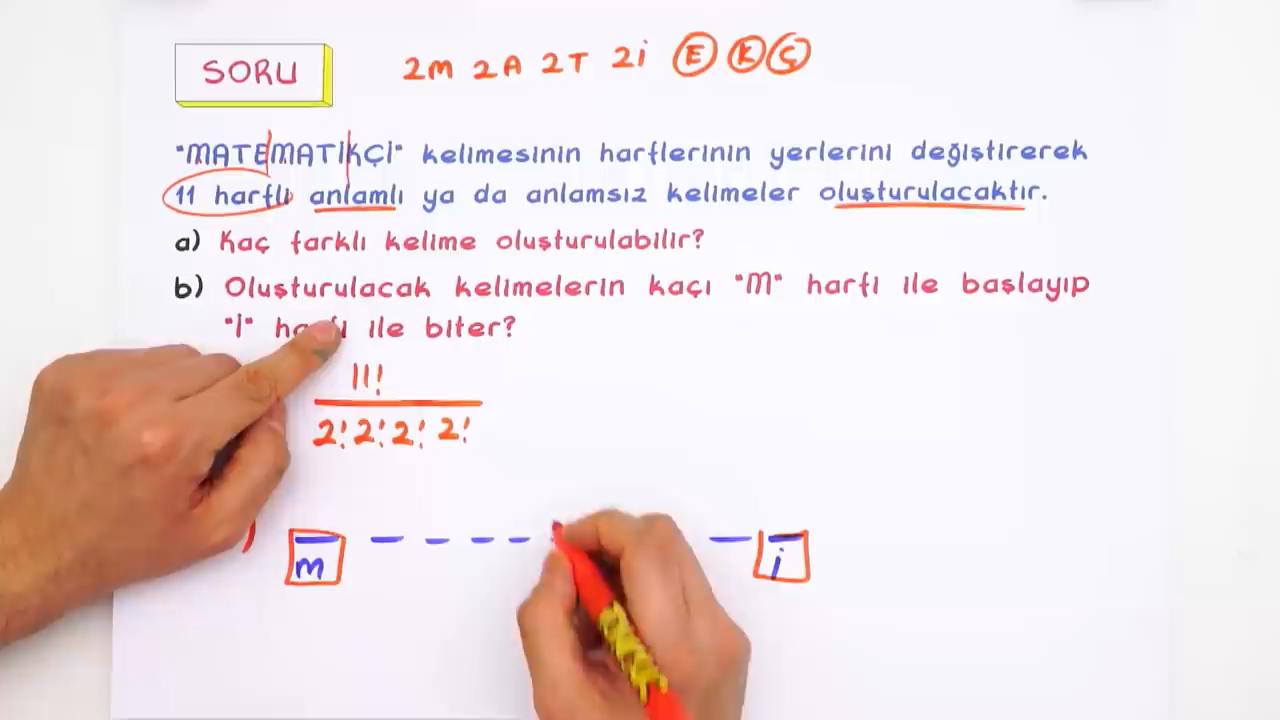 SORU
2m 2A 2T 2i E K Ç
"MATEMATİKÇİ" kelimesinin harflerinin yerlerini değiştirerek
11 harfli anlamlı ya da anlamsız kelimeler oluşturulacaktır.
a) Kaç farklı kelime oluşturulabilir?
b) Oluşturulacak kelimelerin kaçı "M" harfi ile başlayıp
"İ" harfi ile biter?
11!
2! 2! 2! 2!
)
m i